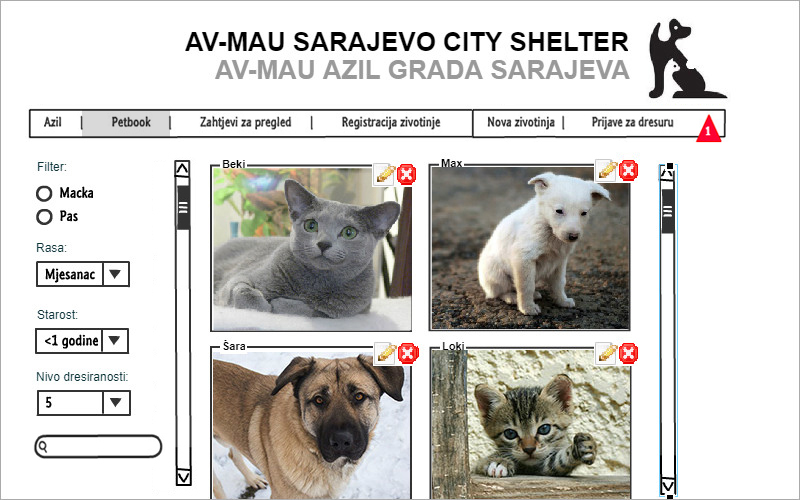 AV-MAU SARAJEVO CITY SHELTER
AV-MAU AZIL GRADA SARAJEVA
Azil | Petbook | Zahtjevi za pregled | Registracija zivotinje Nova zivotinja | Prijave za dresuru 1
Filter:
Macka
Pas
Rasa:
Mjesanac
Starost:
<1 godine
Nivo dresiranosti:
5
Beki
Max
Šara
Loki